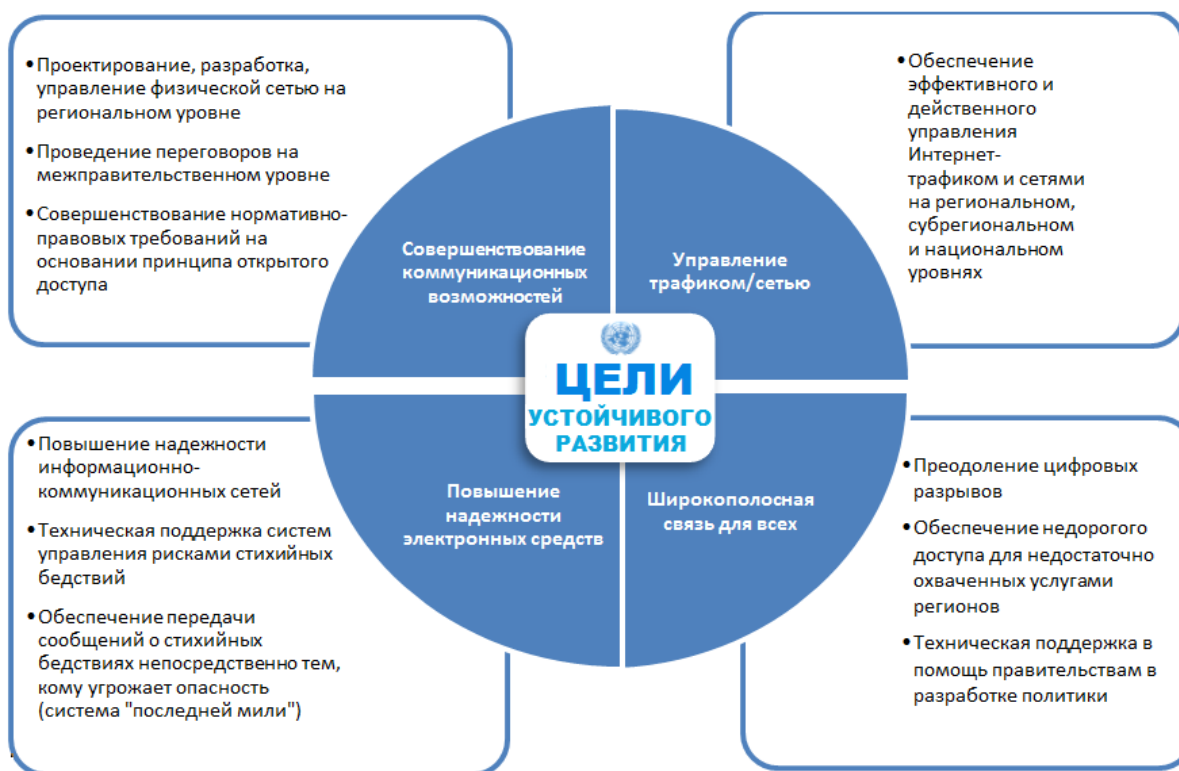 •Проектирование, разработка,
управление физической сетью на
региональном уровне
•Проведение переговоров на
межправительственном уровне
•Совершенствование нормативно-
правовых требований на
основании принципа открытого
доступа
•Обеспечение
эффективного и
действенного
управления
Интернет-
трафиком и сетями
на региональном,
субрегиональном
и национальном
уровнях
Совершенствование
коммуникационных
возможностей
Управление
трафиком/сетью
ЦЕЛИ
УСТОЙЧИВОГО
РАЗВИТИЯ
Повышение
надежности
электронных средств
Широкополосная
связь для всех
•Повышение надежности
информационно-
коммуникационных сетей
•Техническая поддержка систем
управления рисками стихийных
бедствий
•Обеспечение передачи
сообщений о стихийных
бедствиях непосредственно тем,
кому угрожает опасность
(система "последней мили")
•Преодоление цифровых
разрывов
•Обеспечение недорогого
доступа для недостаточно
охваченных услугами
регионов
•Техническая поддержка в
помощь правительствам в
разработке политики